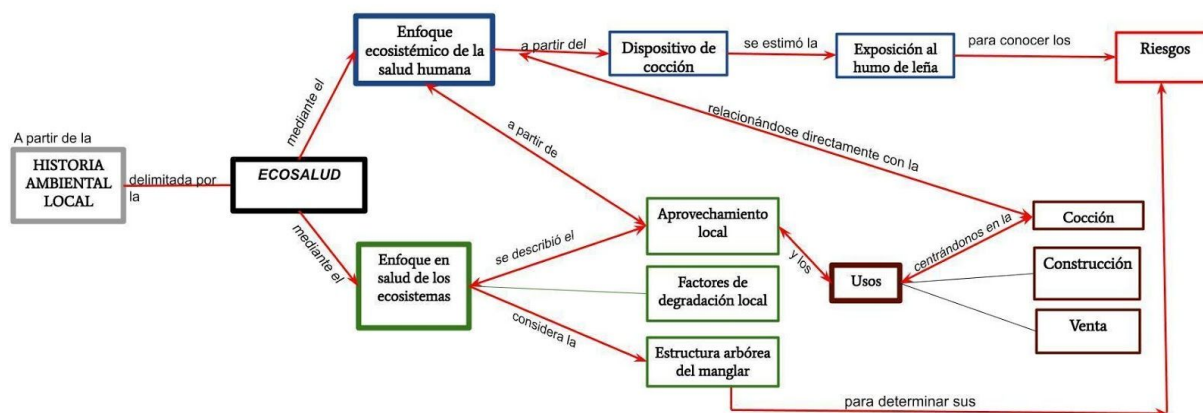 A partir de la
HISTORIA
AMBIENTAL
LOCAL
delimitada por
la
ECOSALUD
mediante el
Enfoque
ecosistémico de la
salud humana
a partir del
Dispositivo de
cocción
se estimó la
Exposición al
humo de leña
para conocer los
Riesgos
relacionándose directamente con la
a partir de
mediante el
Enfoque en
salud de los
ecosistemas
se describió el
Aprovechamiento
local
y los
Usos
centrándonos en la
Cocción
Construcción
Venta
Factores de
degradación local
considera la
Estructura arbórea
del manglar
para determinar sus